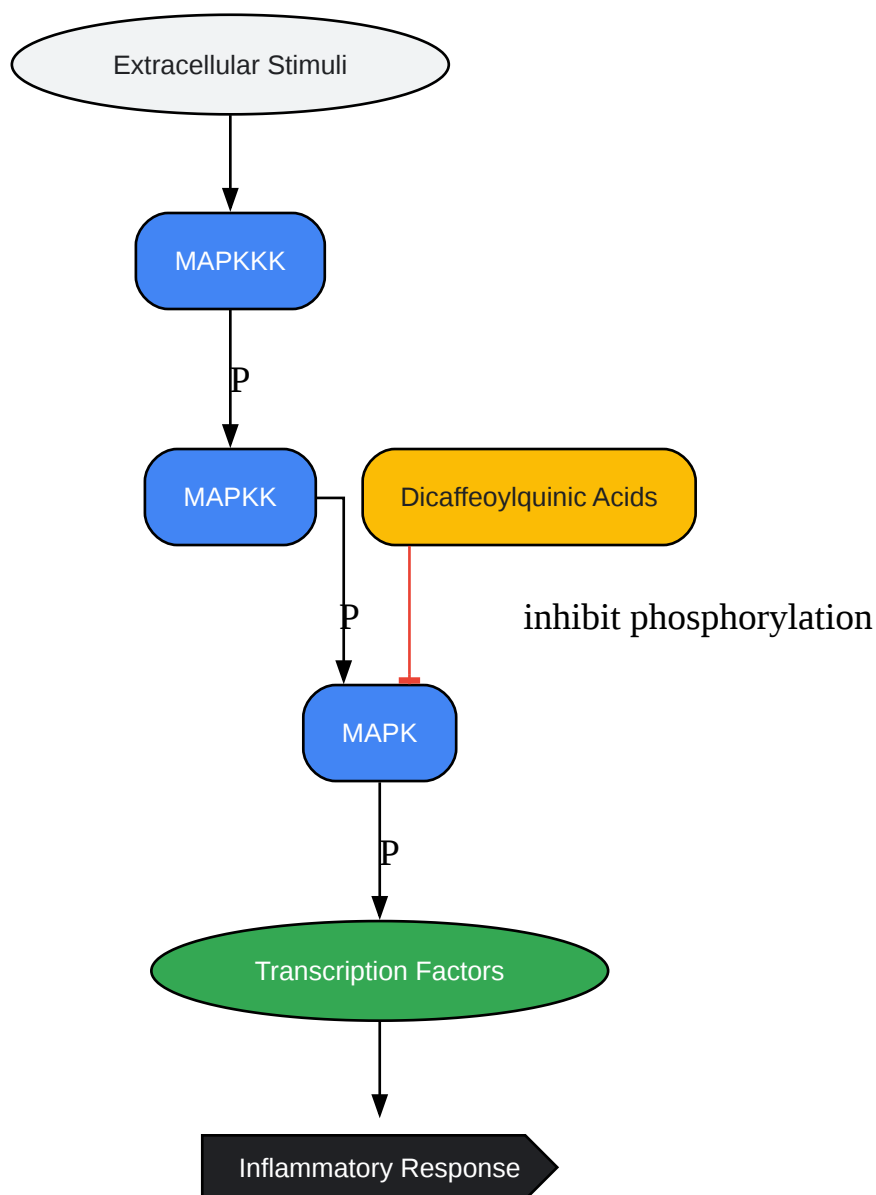 Extracellular Stimuli
MAPKKK
P
MAPKK
Dicaffeoylquinic Acids
P
inhibit phosphorylation
MAPK
P
Transcription Factors
Inflammatory Response